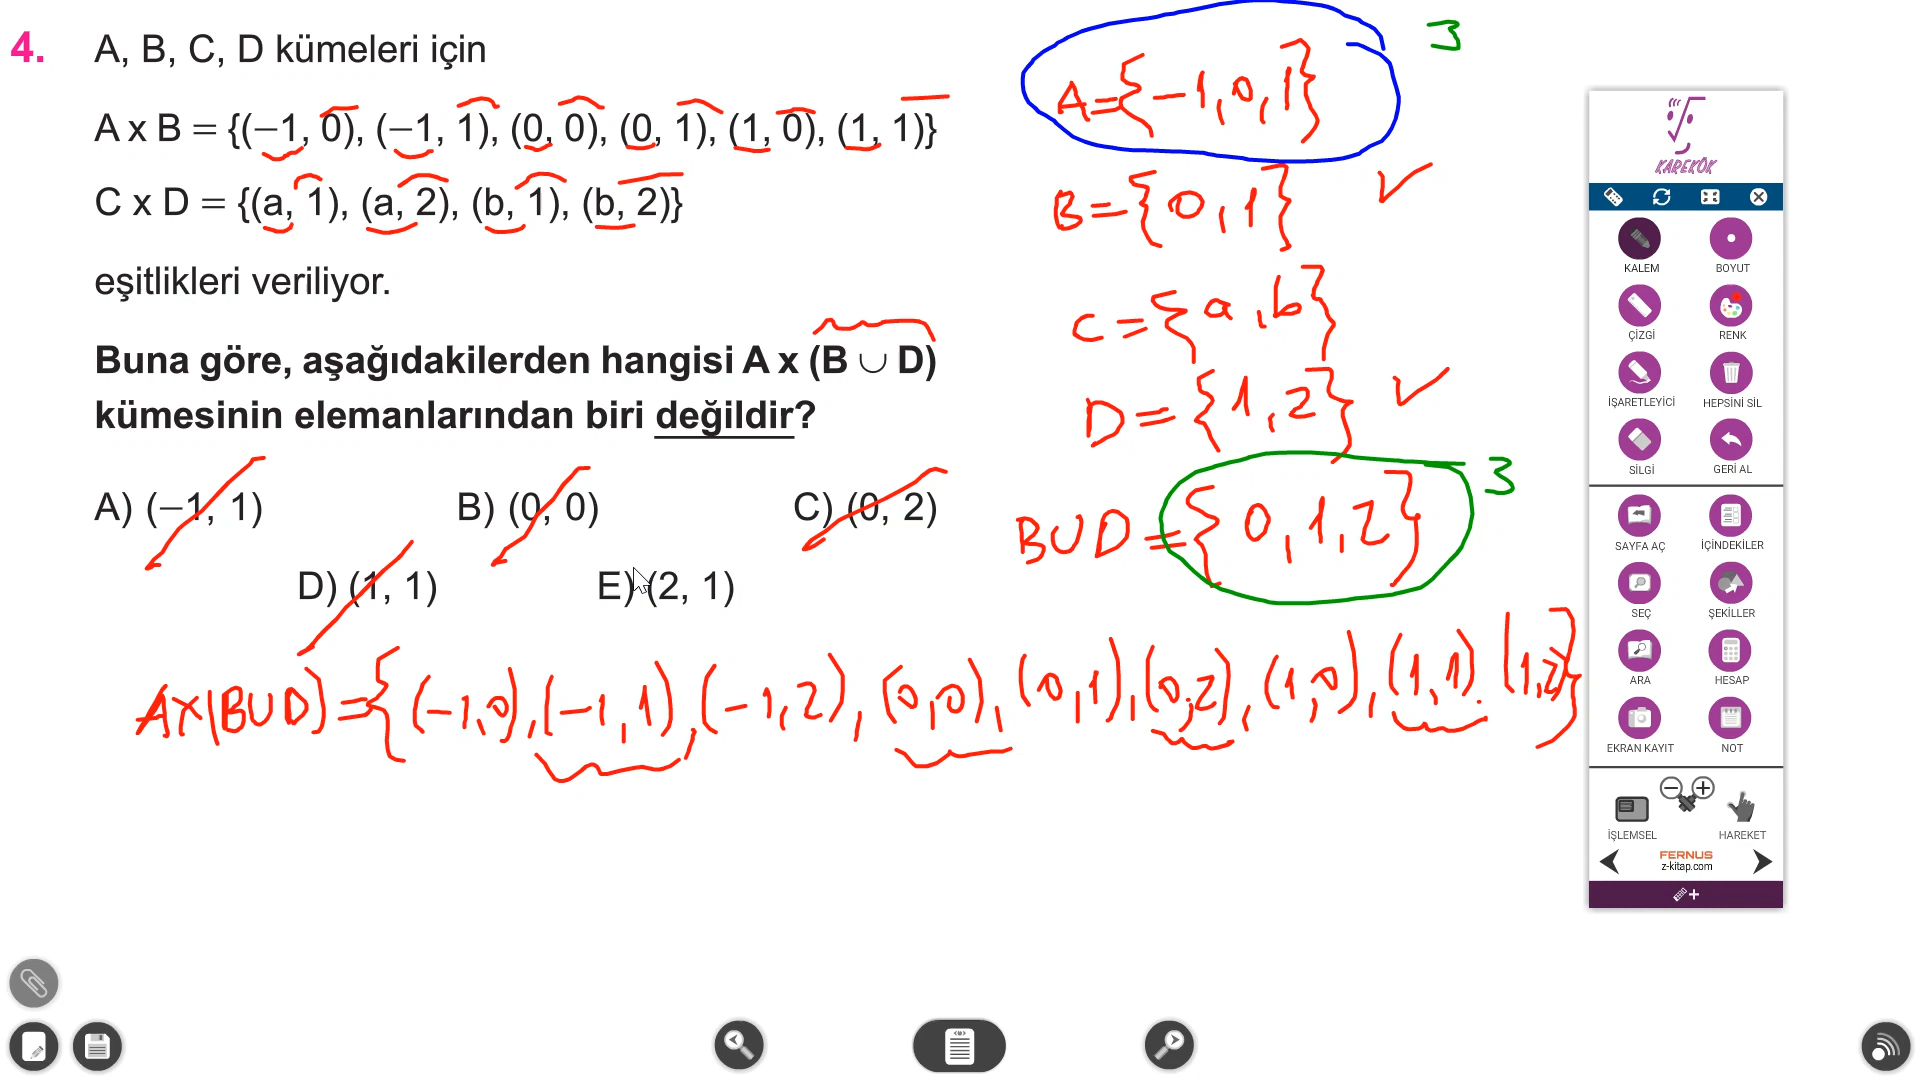 4. A, B, C, D kümeleri için
A x B = {(−1, 0), (−1, 1), (0, 0), (0, 1), (1, 0), (1, 1)}
C x D = {(a, 1), (a, 2), (b, 1), (b, 2)}
eşitlikleri veriliyor.
Buna göre, aşağıdakilerden hangisi A x (B ∪ D)
kümesinin elemanlarından biri değildir?
A) (−1, 1) B) (0, 0) C) (0, 2)
D) (1, 1) E) (2, 1)
A={-1,0,1}
3
B={0,1}
C={a,b}
D={1,2}
BUD={0,1,2}
3
AX(BUD)={(-1,0),(-1,1),(-1,2),(0,0),(0,1),(0,2),(1,0),(1,1),(1,2)}
KAREKÖK
KALEM BOYUT
ÇİZGİ RENK
İŞARETLEYİCİ HEPSİNİ SİL
SİLGİ GERİ AL
SAYFA AÇ İÇİNDEKİLER
SEÇ ŞEKİLLER
ARA HESAP
EKRAN KAYIT NOT
İŞLEMSEL HAREKET
FERNUS
z-kitap.com